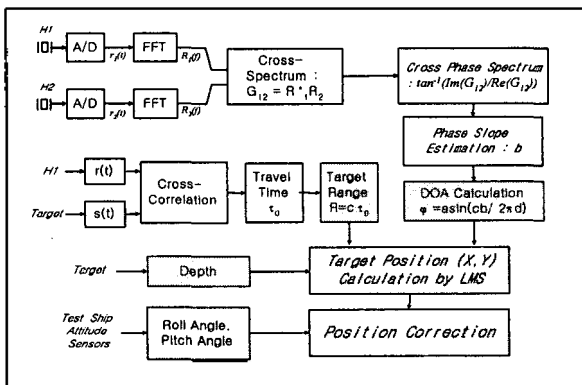 H1
A/D
r₁(t)
FFT
R₁(f)
Cross-
Spectrum :
G₁₂ = R*₁R₂
Cross Phase Spectrum
: tan⁻¹(Im(G₁₂)/Re(G₁₂))
H2
A/D
r₂(t)
FFT
R₂(f)
Phase Slope
Estimation : b
H1
r(t)
Cross-
Correlation
Travel
Time
τ₀
Target
Range
R=c τ₀
DOA Calculation
φ =asin(cb/ 2π d)
Target
s(t)
Target
Depth
Target Position (X, Y)
Calculation by LMS
Test Ship
Attitude
Sensors
Roll Angle.
Pitch Angle
Position Correction